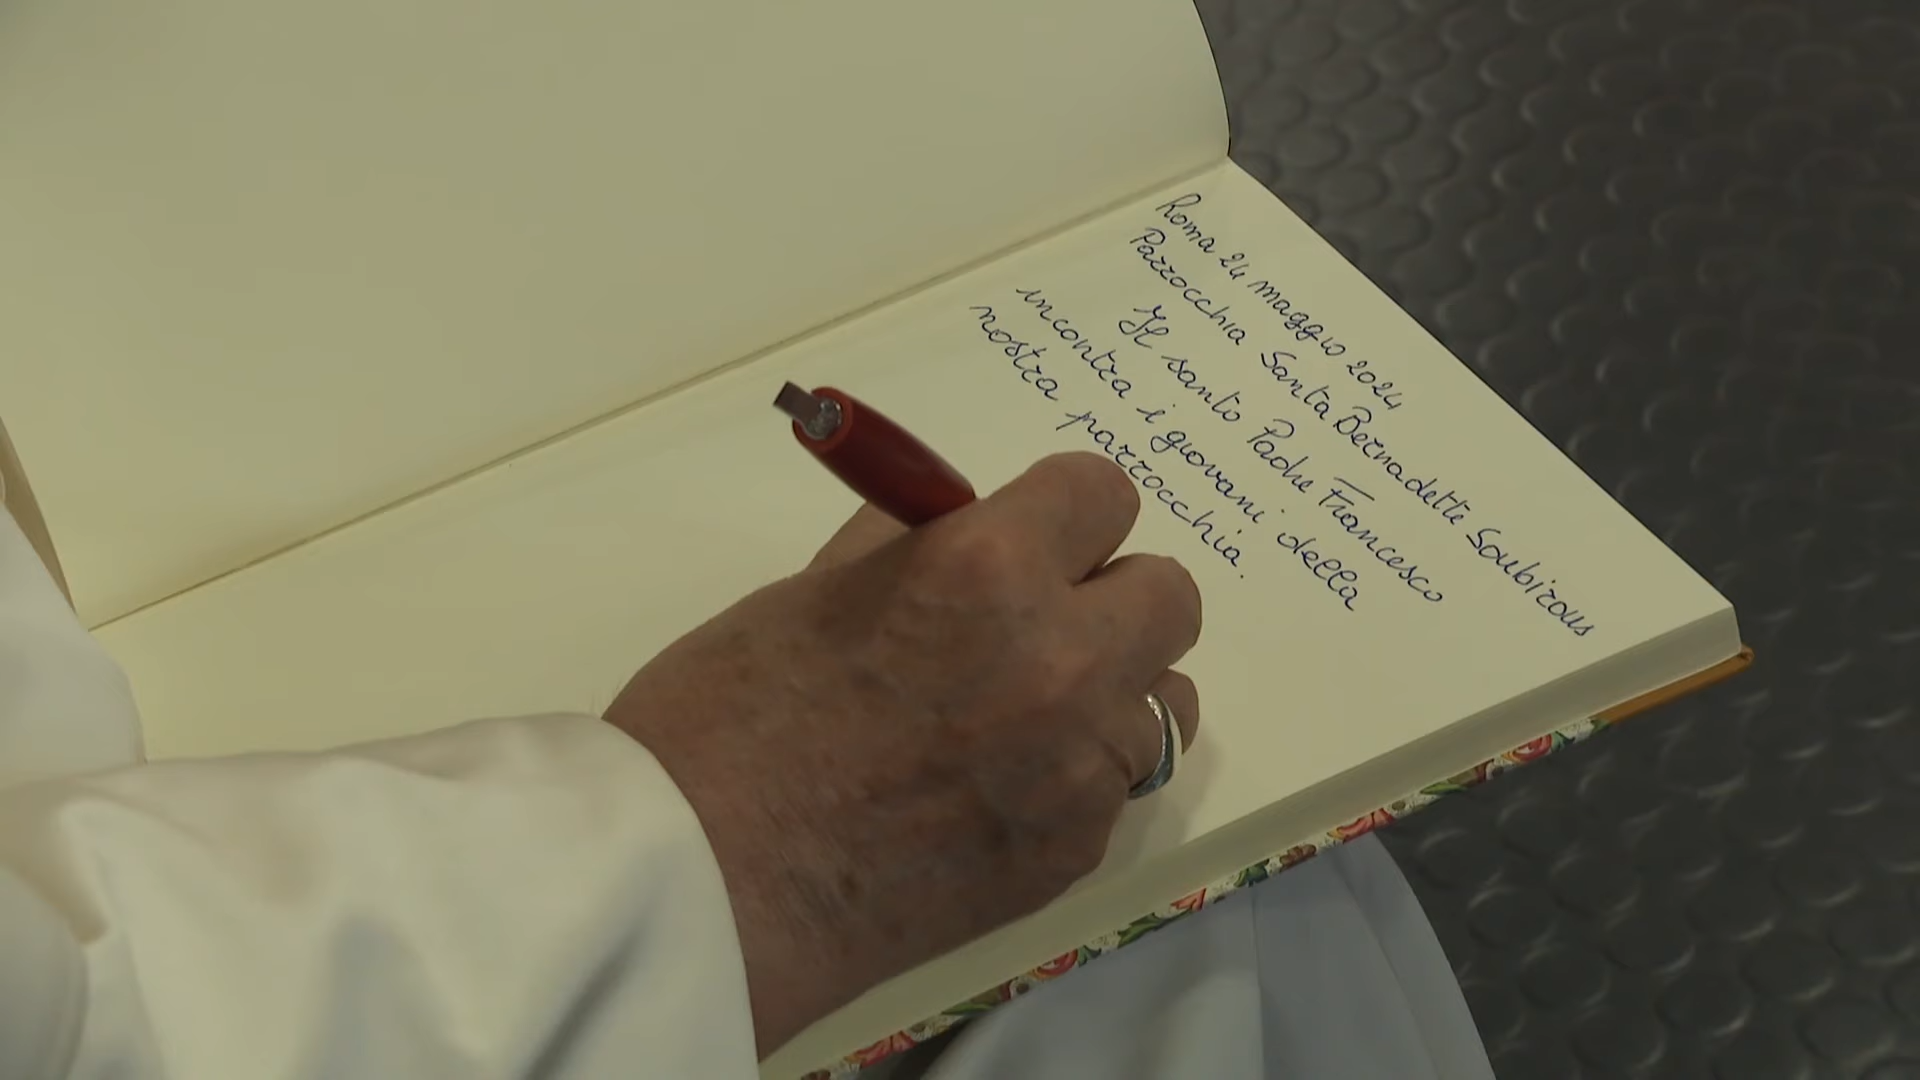 Roma 24 maggio 2024
Parrocchia Santa Bernadette Soubirous
Il santo Padre Francesco
incontra i giovani della
nostra parrocchia.